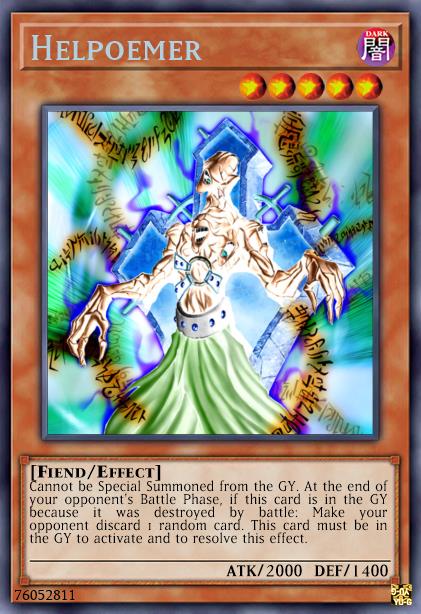 Helpoemer
DARK
闇
[Fiend/Effect]
Cannot be Special Summoned from the GY. At the end of
your opponent's Battle Phase, if this card is in the GY
because it was destroyed by battle: Make your
opponent discard 1 random card. This card must be in
the GY to activate and to resolve this effect.
ATK/2000 DEF/1400
76052811